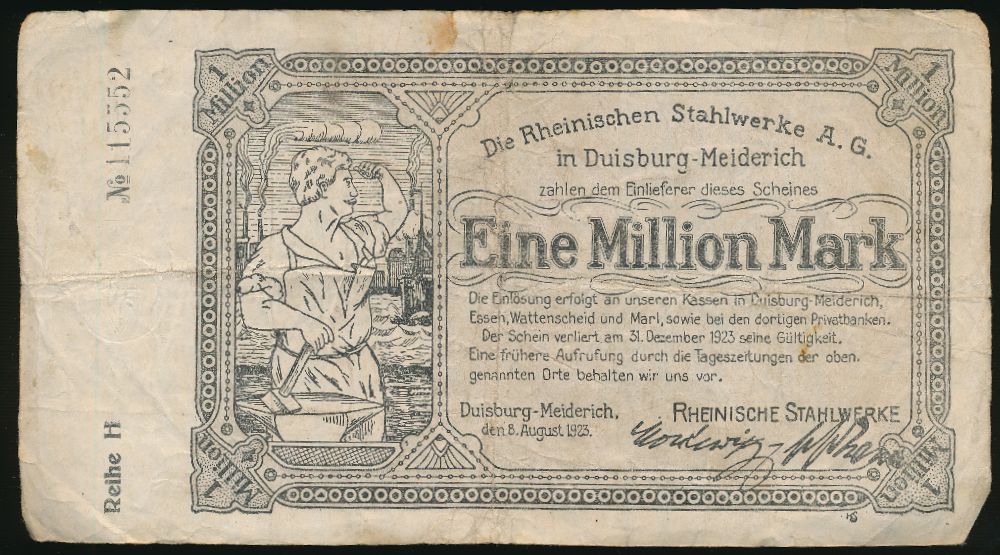 № 115552
Reihe H
1 Million
1 Million
Die Rheinischen Stahlwerke A. G.
in Duisburg-Meiderich
zahlen dem Einlieferer dieses Scheines
Eine Million Mark
Die Einlösung erfolgt an unseren Kassen in Duisburg-Meiderich,
Essen, Wattenscheid und Marl, sowie bei den dortigen Privatbanken.
Der Schein verliert am 31. Dezember 1923 seine Gültigkeit.
Eine frühere Aufrufung durch die Tageszeitungen der oben
genannten Orte behalten wir uns vor.
Duisburg-Meiderich,
den 8. August 1923.
RHEINISCHE STAHLWERKE
1 Million
1 Million